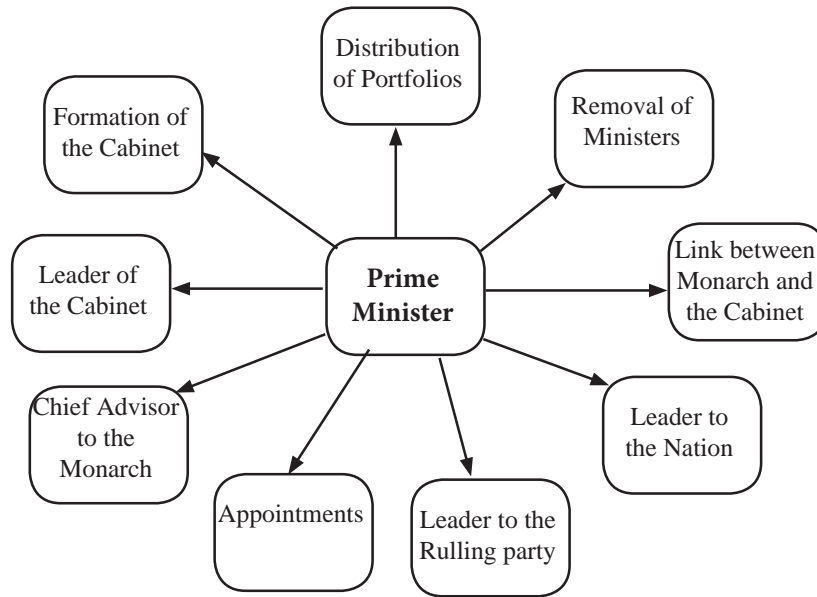 Distribution
of Portfolios
Formation of
the Cabinet
Removal of
Ministers
Prime
Minister
Link between
Monarch and
the Cabinet
Leader of
the Cabinet
Chief Advisor
to the
Monarch
Leader to
the Nation
Appointments
Leader to the
Rulling party